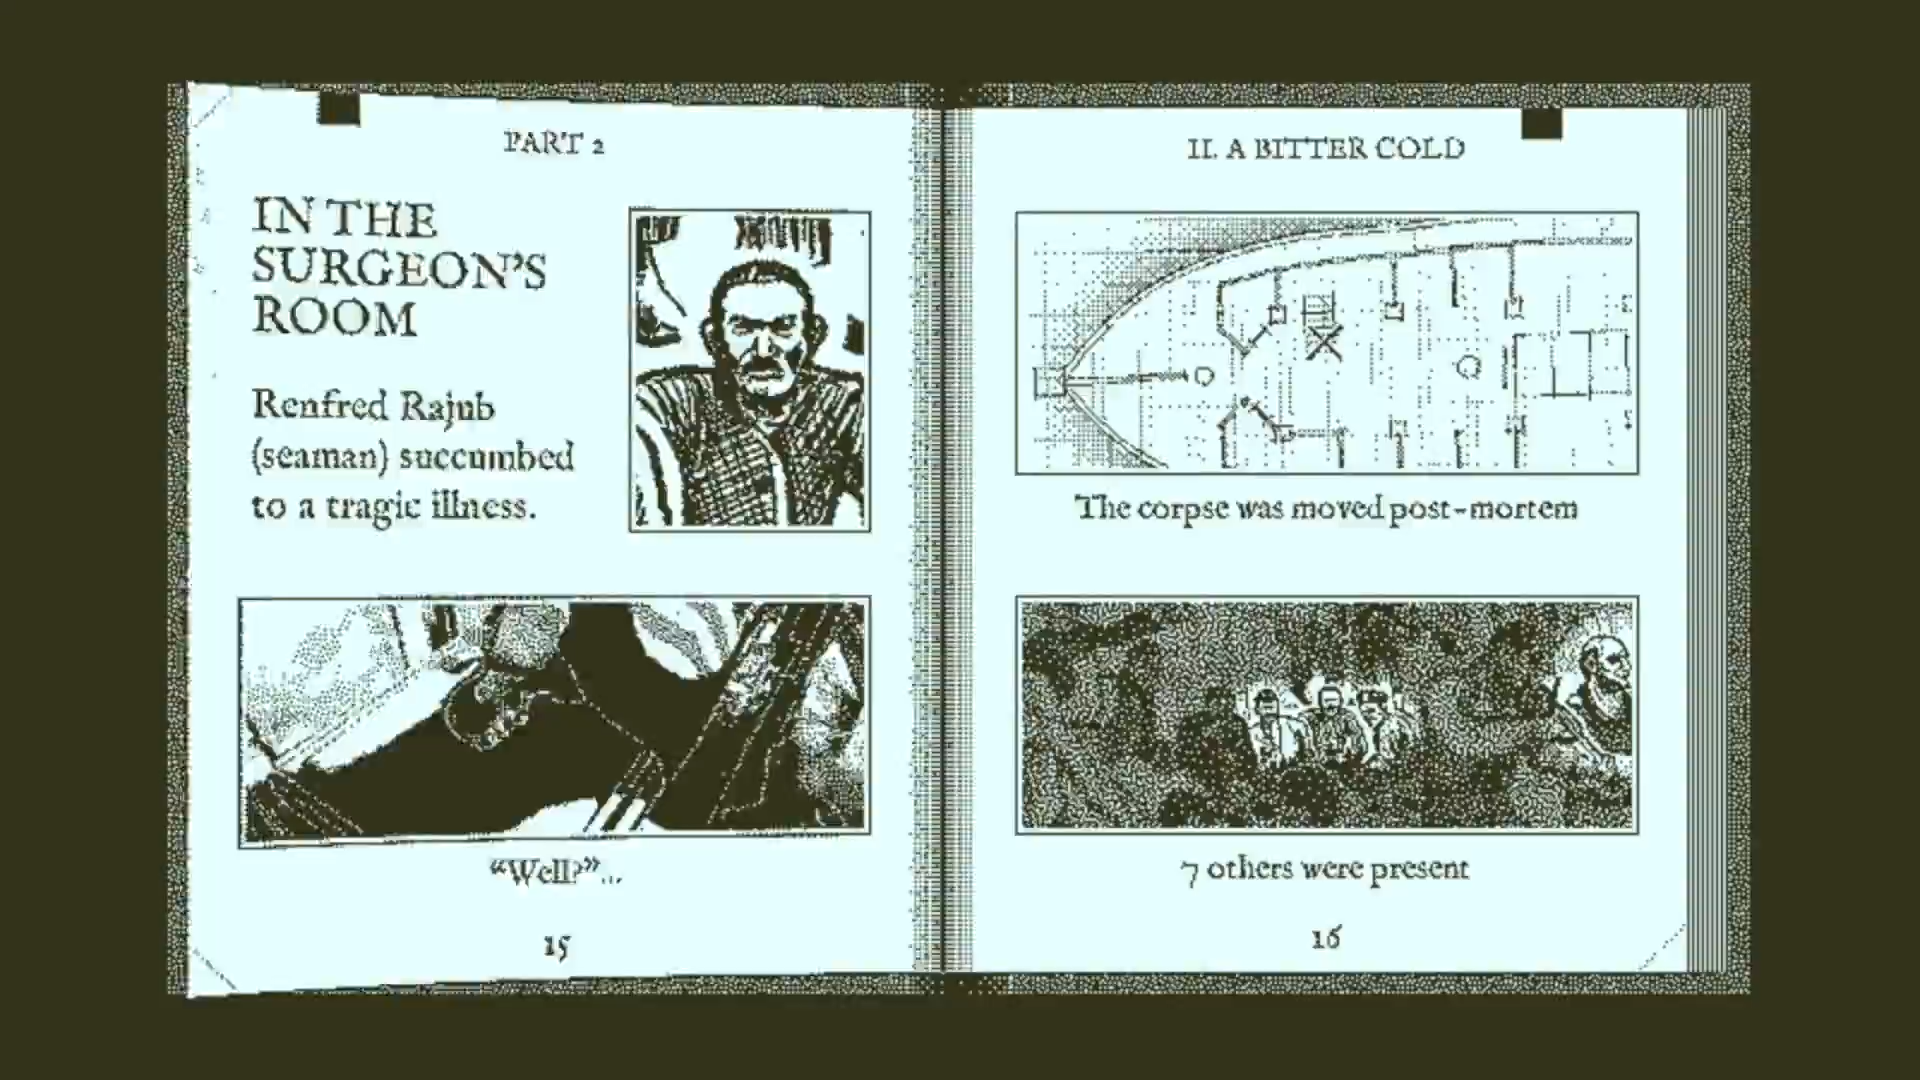 PART 2
IN THE
SURGEON'S
ROOM
Renfred Rajub
(seaman) succumbed
to a tragic illness.
“Well?”...
15
II. A BITTER COLD
The corpse was moved post-mortem
7 others were present
16